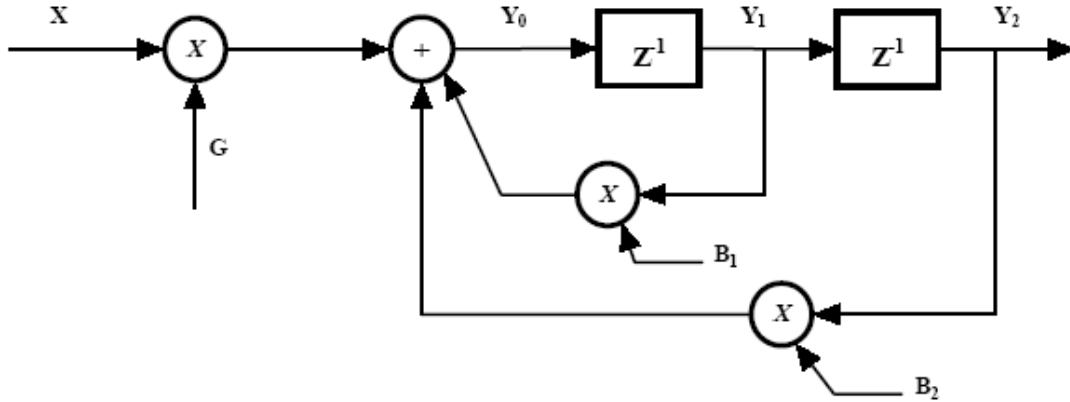 X Y₀ Y₁ Y₂
X + Z⁻¹ Z⁻¹
G
X
B₁
X
B₂